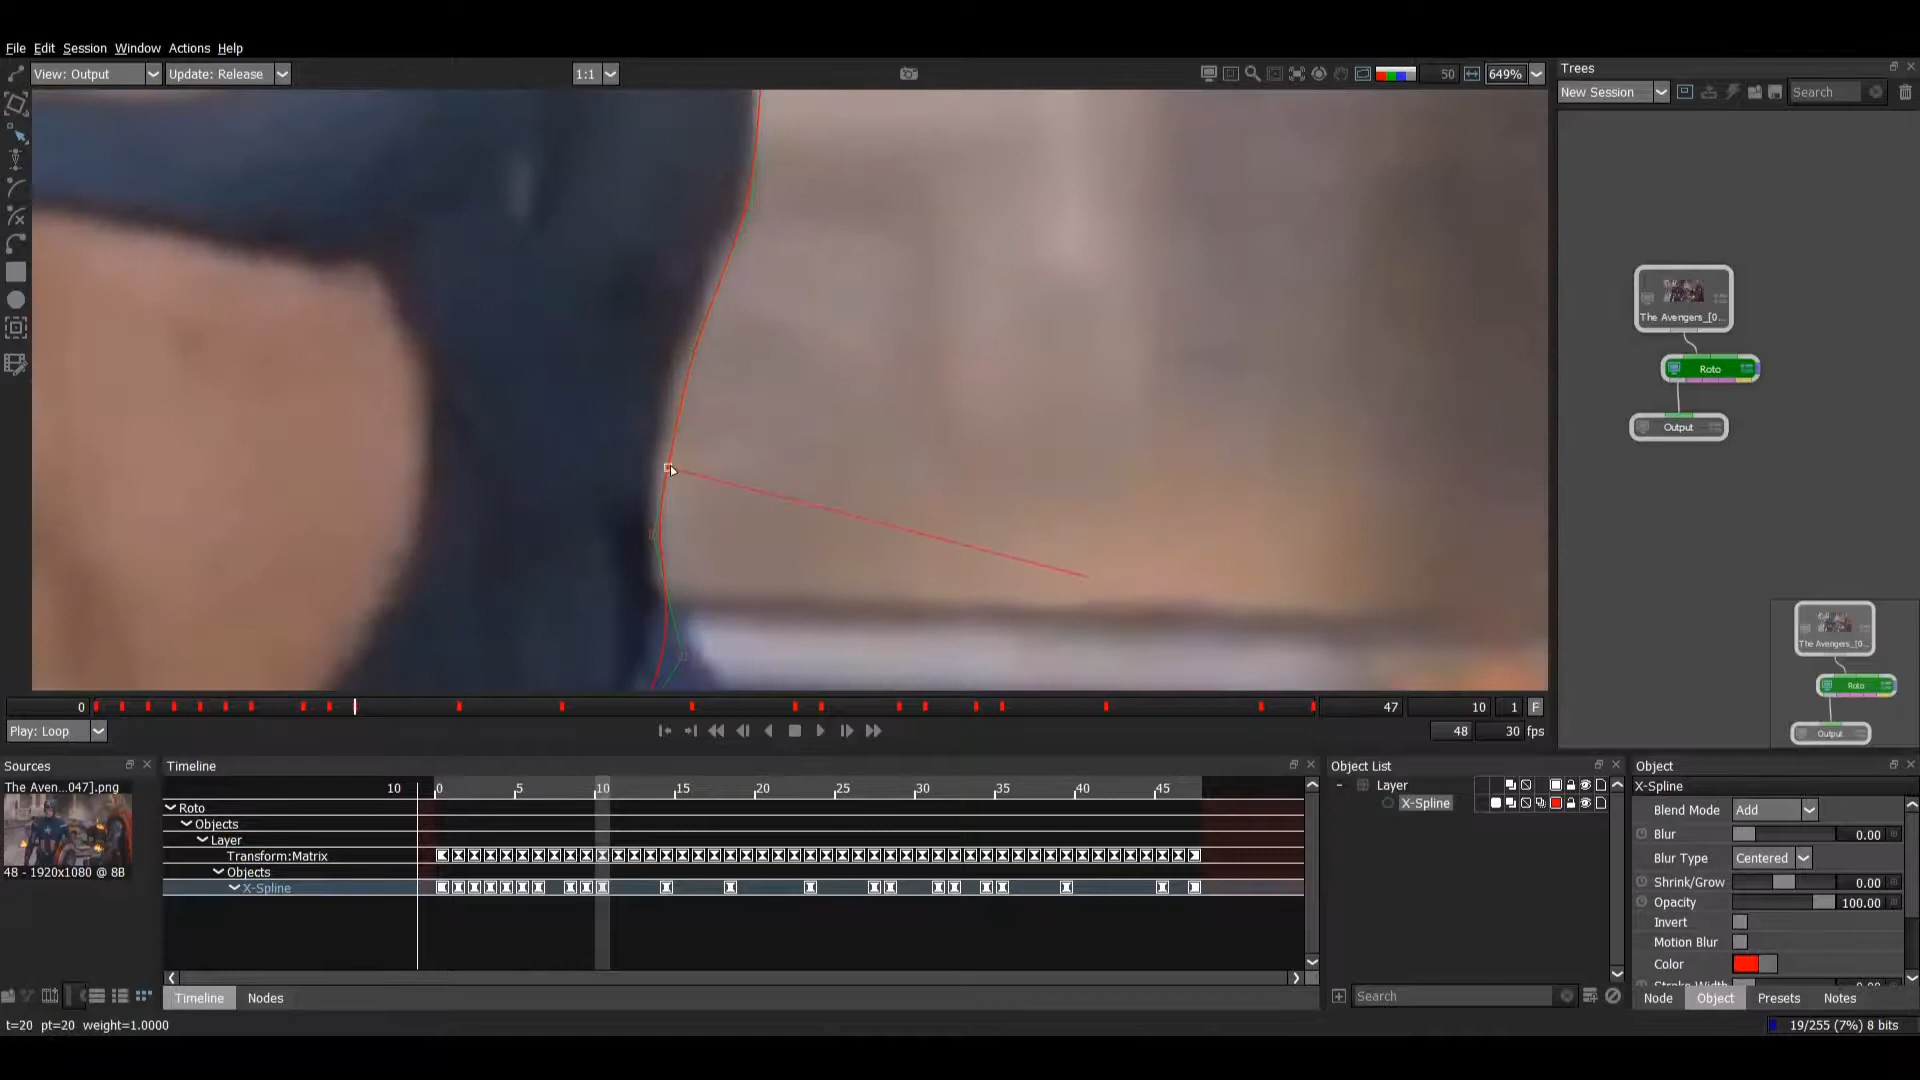 File Edit Session Window Actions Help
View: Output Update: Release 1:1 50 649%
Trees
New Session Search
The Avengers_[0...
Roto
Output
The Avengers_[0...
Roto
Output
0 47 10 1 F
Play: Loop 48 30 fps
Sources
The Aven...047].png
48 - 1920x1080 @ 8B
Timeline
10 0 5 10 15 20 25 30 35 40 45
Roto
Objects
Layer
Transform:Matrix
Objects
X-Spline
Timeline Nodes
Object List
Layer
X-Spline
Search
Object
X-Spline
Blend Mode Add
Blur 0.00
Blur Type Centered
Shrink/Grow 0.00
Opacity 100.00
Invert
Motion Blur
Color
Stroke Width
Node Object Presets Notes
t=20 pt=20 weight=1.0000
19/255 (7%) 8 bits